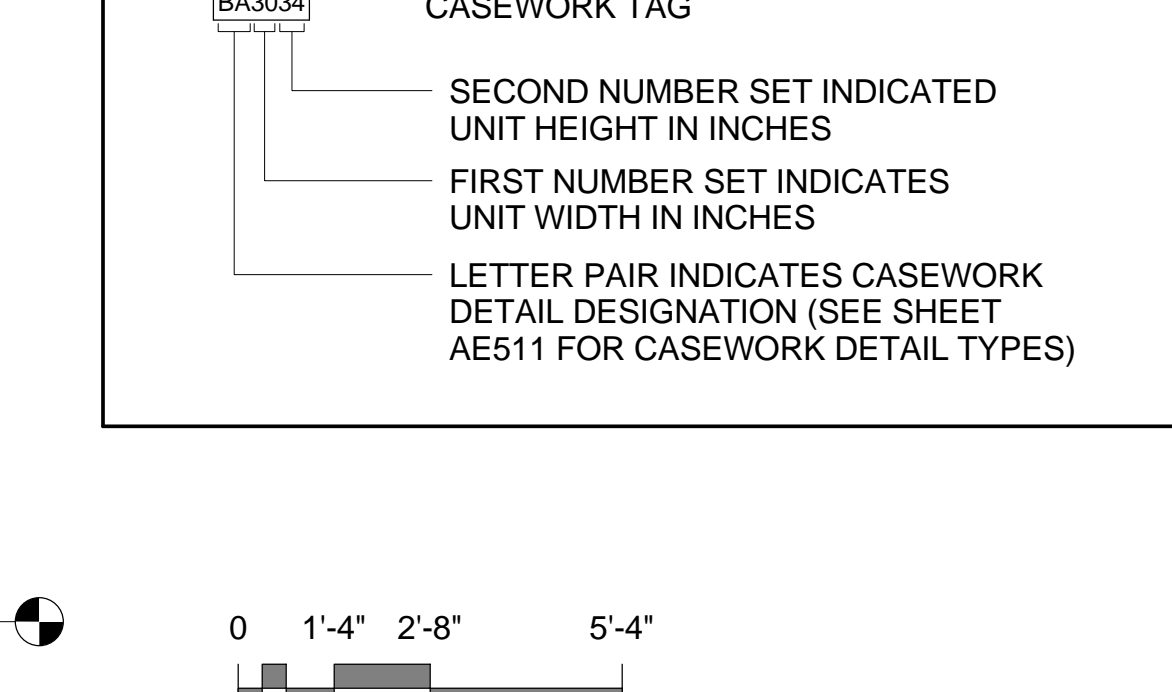 BA3034
CASEWORK TAG
SECOND NUMBER SET INDICATED
UNIT HEIGHT IN INCHES
FIRST NUMBER SET INDICATES
UNIT WIDTH IN INCHES
LETTER PAIR INDICATES CASEWORK
DETAIL DESIGNATION (SEE SHEET
AE511 FOR CASEWORK DETAIL TYPES)
0 1'-4" 2'-8" 5'-4"